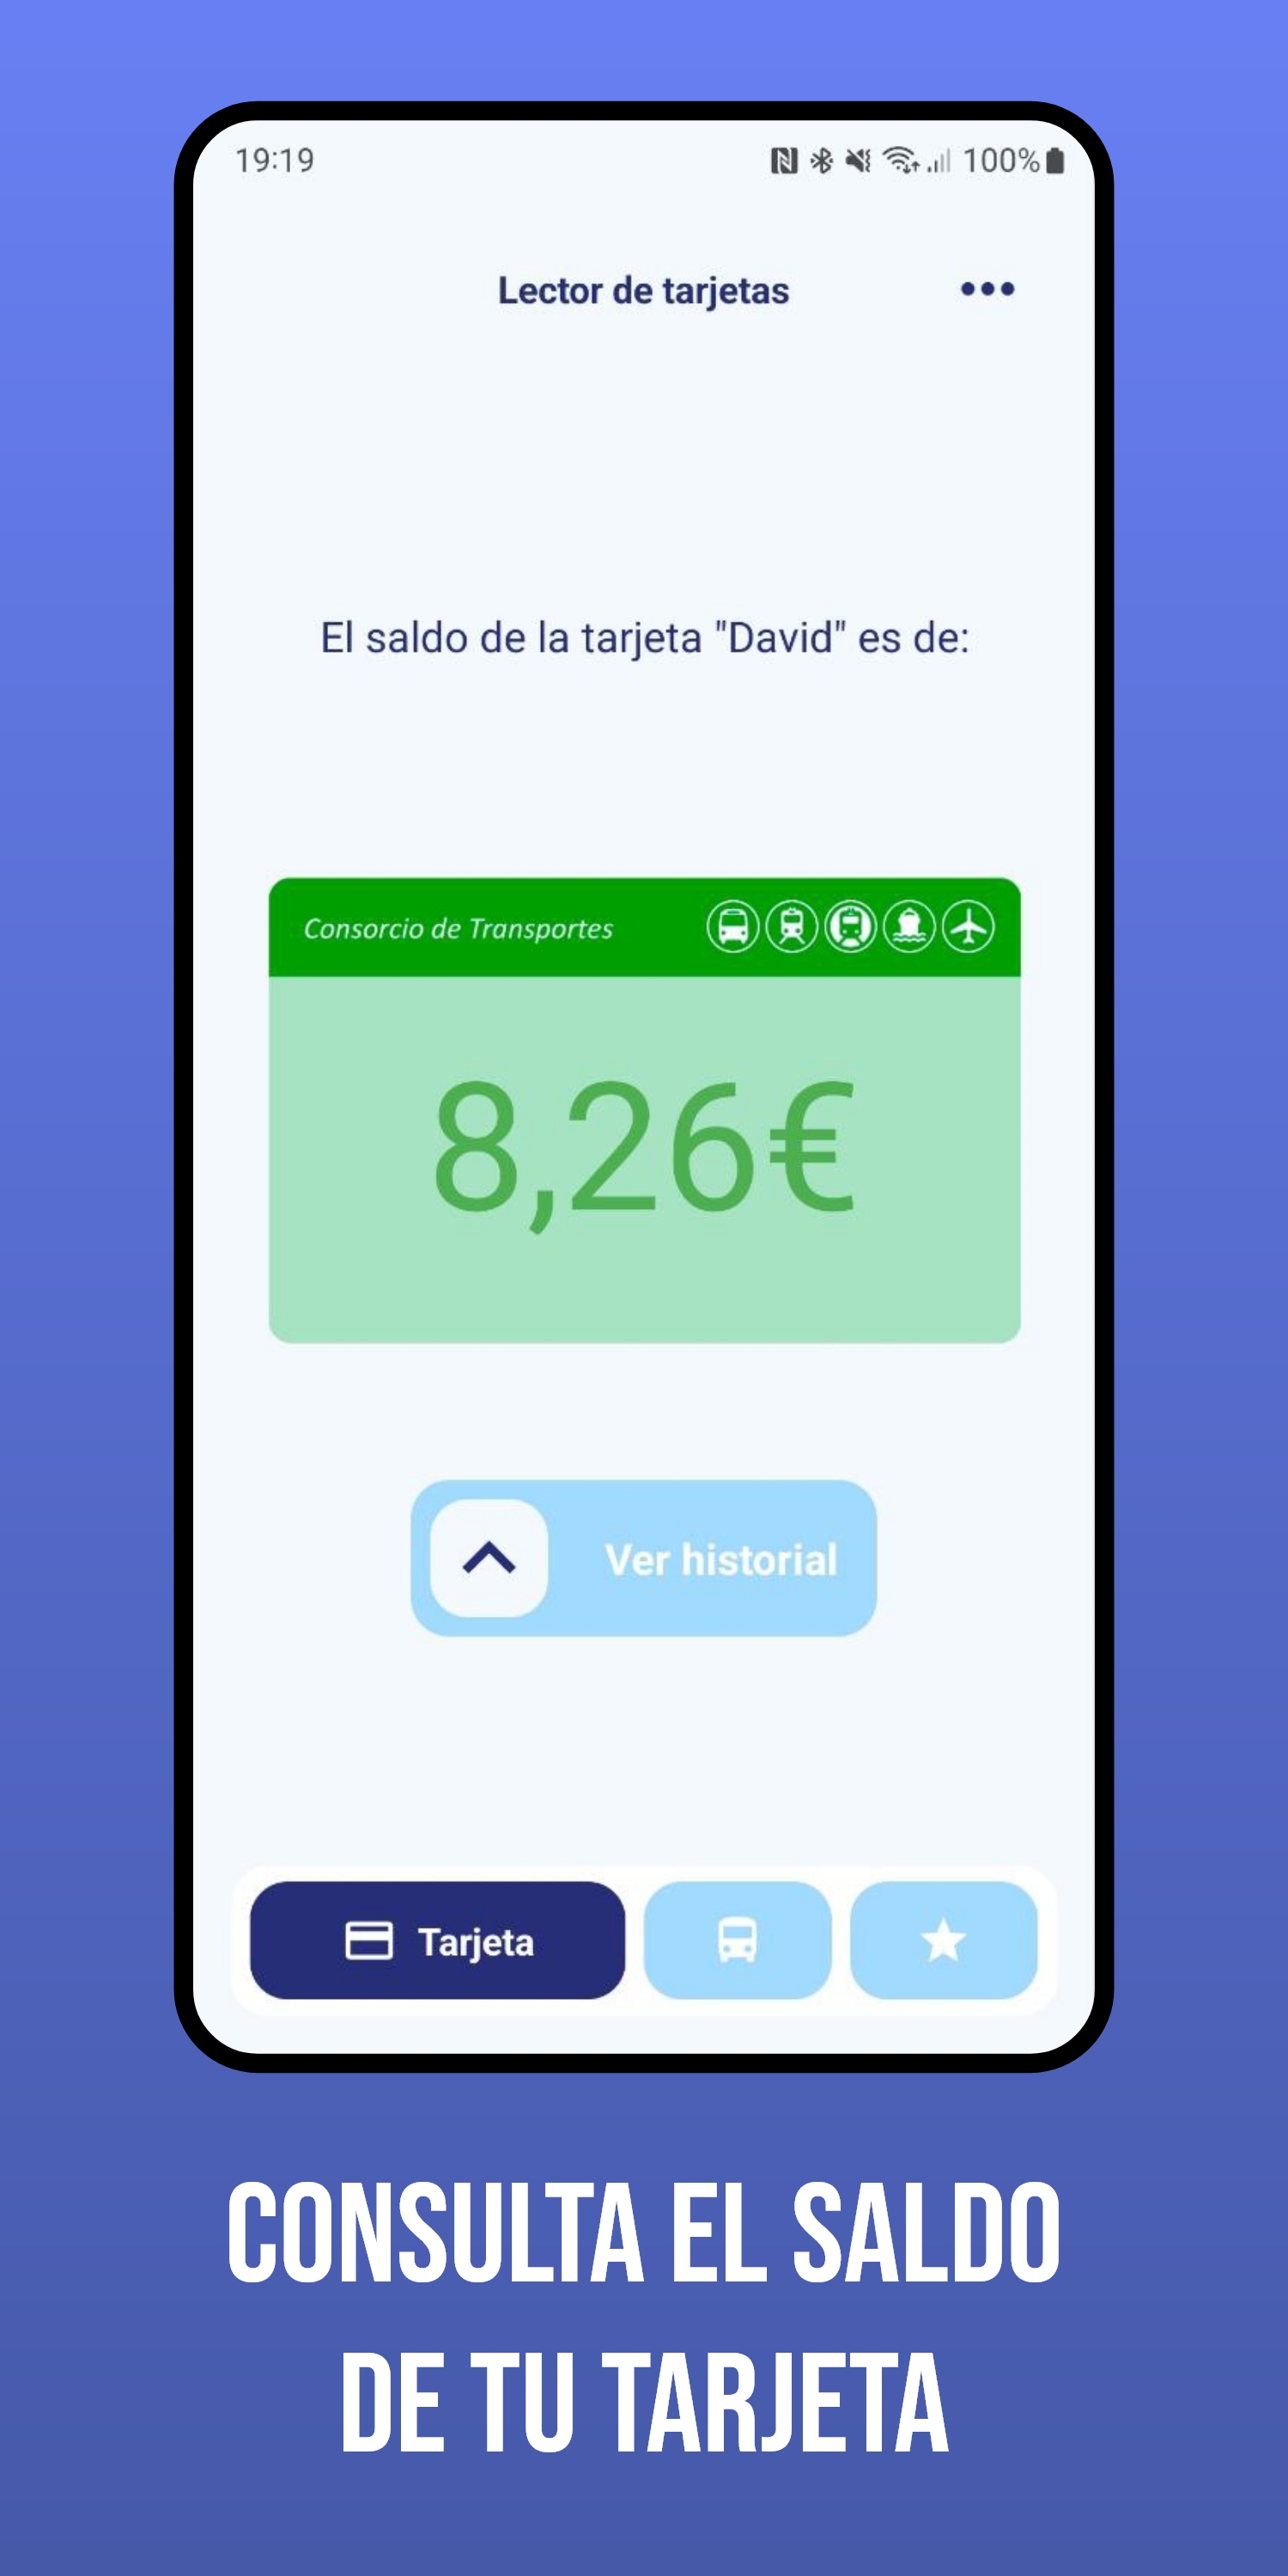 19:19
100%
Lector de tarjetas
El saldo de la tarjeta "David" es de:
Consorcio de Transportes
8,26€
Ver historial
Tarjeta
CONSULTA EL SALDO
DE TU TARJETA